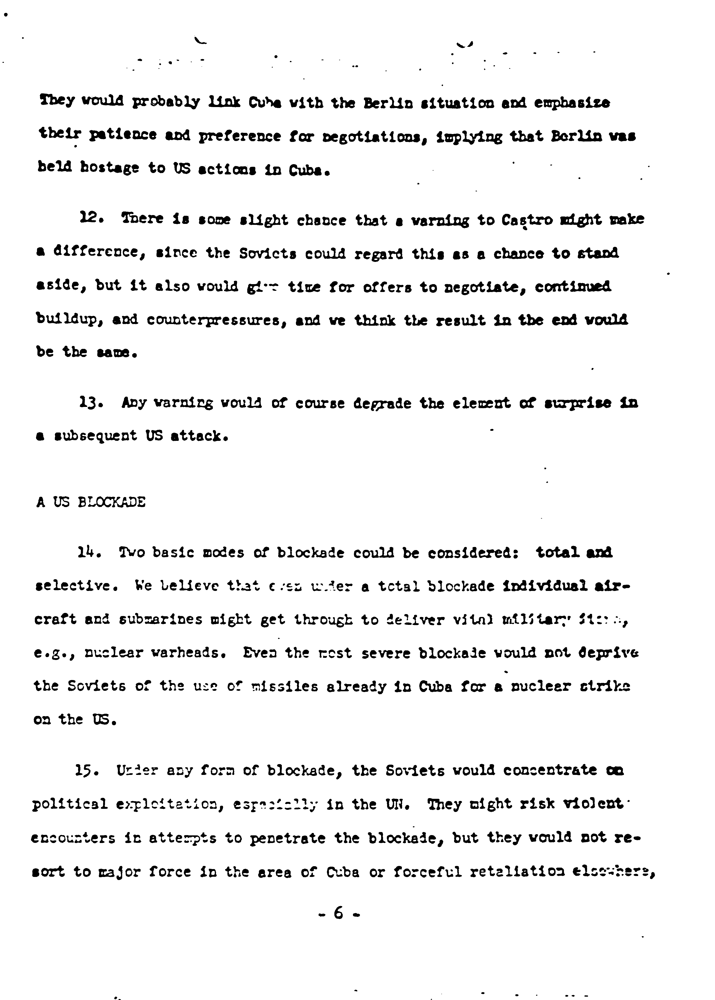 They would probably link Cuba with the Berlin situation and emphasize
their patience and preference for negotiations, implying that Berlin was
held hostage to US actions in Cuba.
12. There is some slight chance that a warning to Castro might make
a difference, since the Soviets could regard this as a chance to stand
aside, but it also would give time for offers to negotiate, continued
buildup, and counterpressures, and we think the result in the end would
be the same.
13. Any warning would of course degrade the element of surprise in
a subsequent US attack.
A US BLOCKADE
14. Two basic modes of blockade could be considered: total and
selective. We believe that even under a total blockade individual air-
craft and submarines might get through to deliver vital military items,
e.g., nuclear warheads. Even the most severe blockade would not deprive
the Soviets of the use of missiles already in Cuba for a nuclear strike
on the US.
15. Under any form of blockade, the Soviets would concentrate on
political exploitation, especially in the UN. They might risk violent
encounters in attempts to penetrate the blockade, but they would not re-
sort to major force in the area of Cuba or forceful retaliation elsewhere,
- 6 -